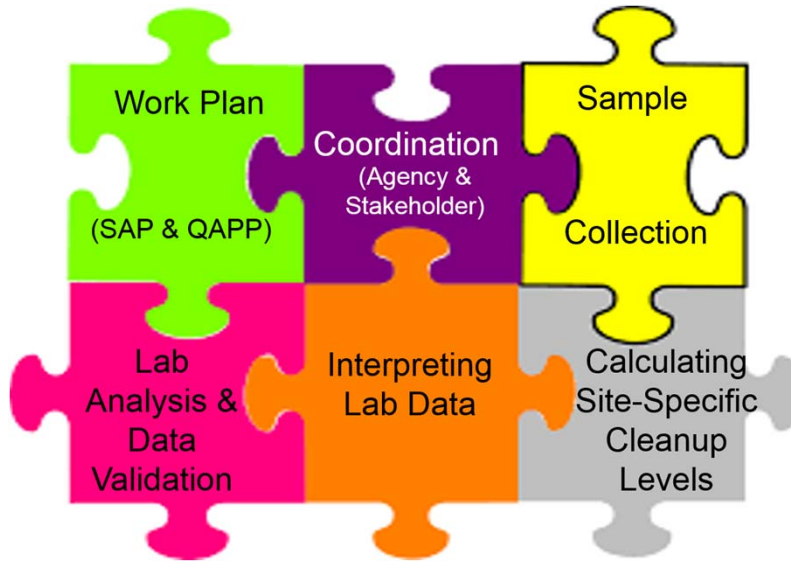 Work Plan
(SAP & QAPP)
Coordination
(Agency &
Stakeholder)
Sample
Collection
Lab
Analysis &
Data
Validation
Interpreting
Lab Data
Calculating
Site-Specific
Cleanup
Levels